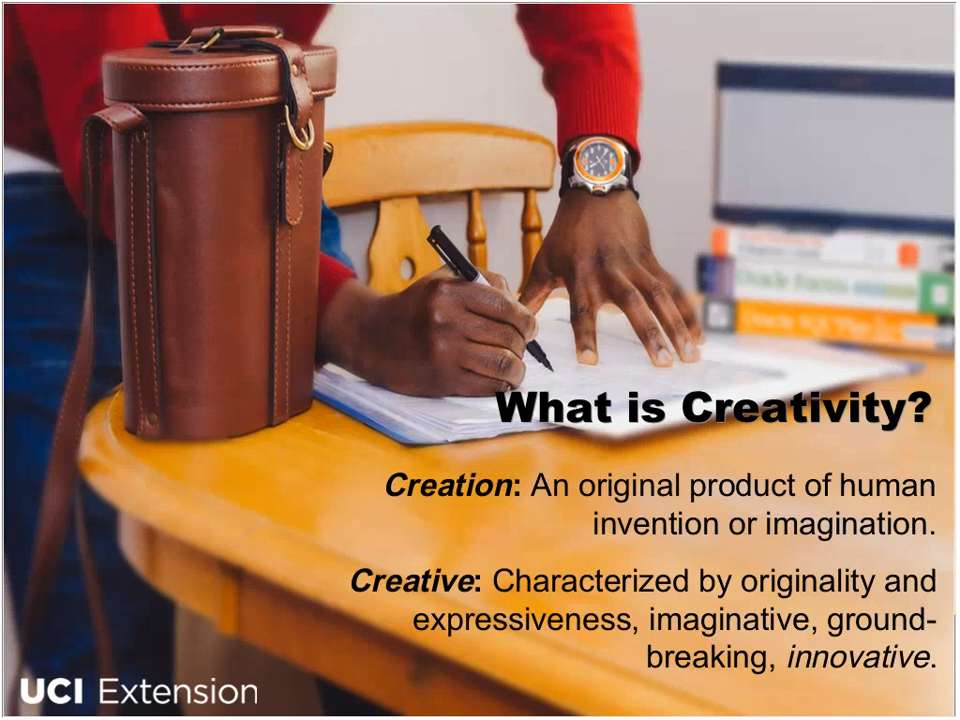 What is Creativity?
Creation: An original product of human
invention or imagination.
Creative: Characterized by originality and
expressiveness, imaginative, ground-
breaking, innovative.
UCI Extension